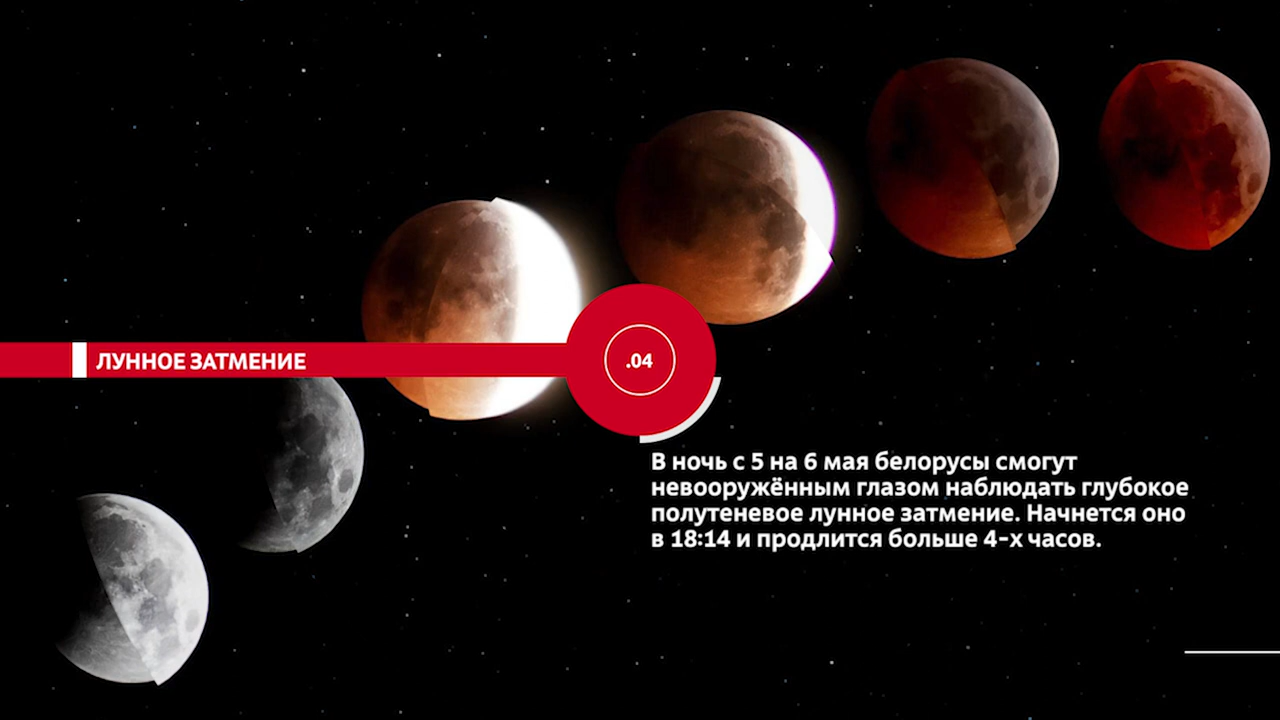 ЛУННОЕ ЗАТМЕНИЕ
.04
В ночь с 5 на 6 мая белорусы смогут
невооружённым глазом наблюдать глубокое
полутеневое лунное затмение. Начнется оно
в 18:14 и продлится больше 4-х часов.